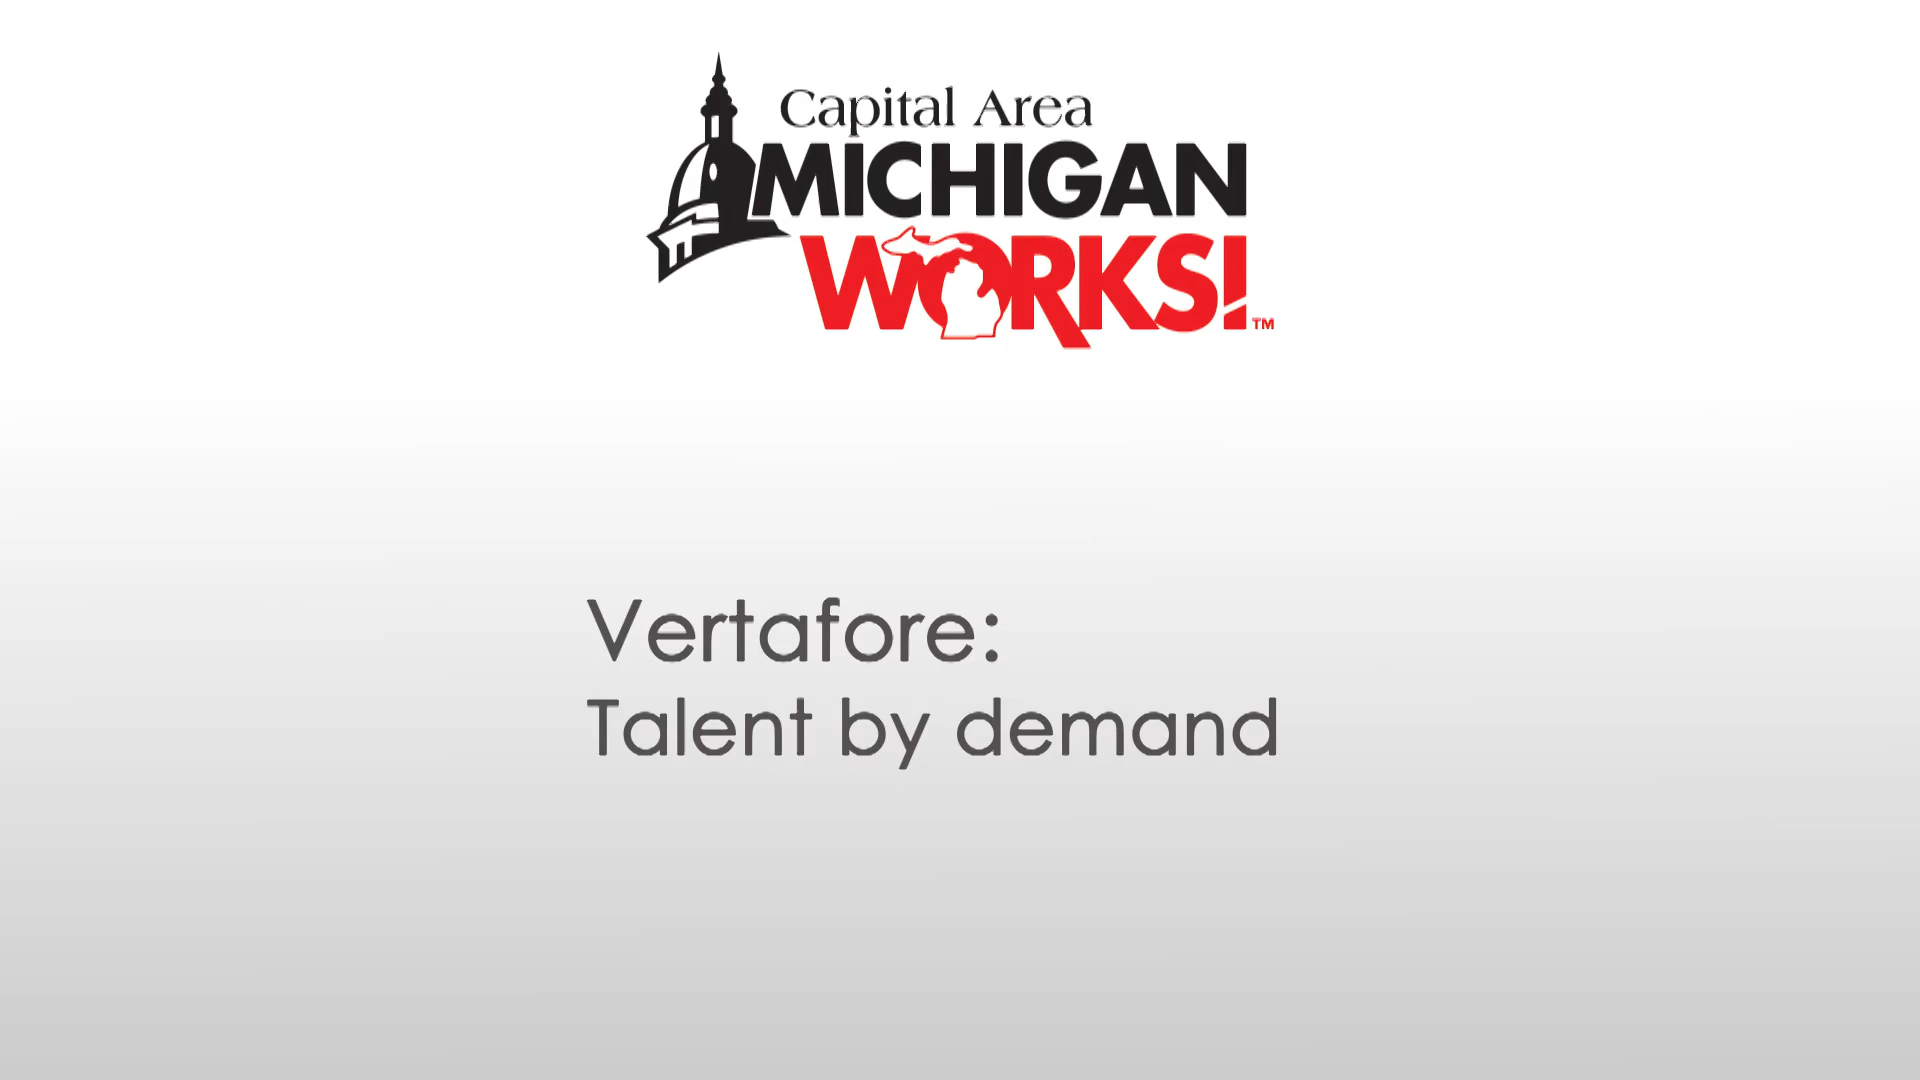 Capital Area
MICHIGAN
WORKS! TM
Vertafore:
Talent by demand